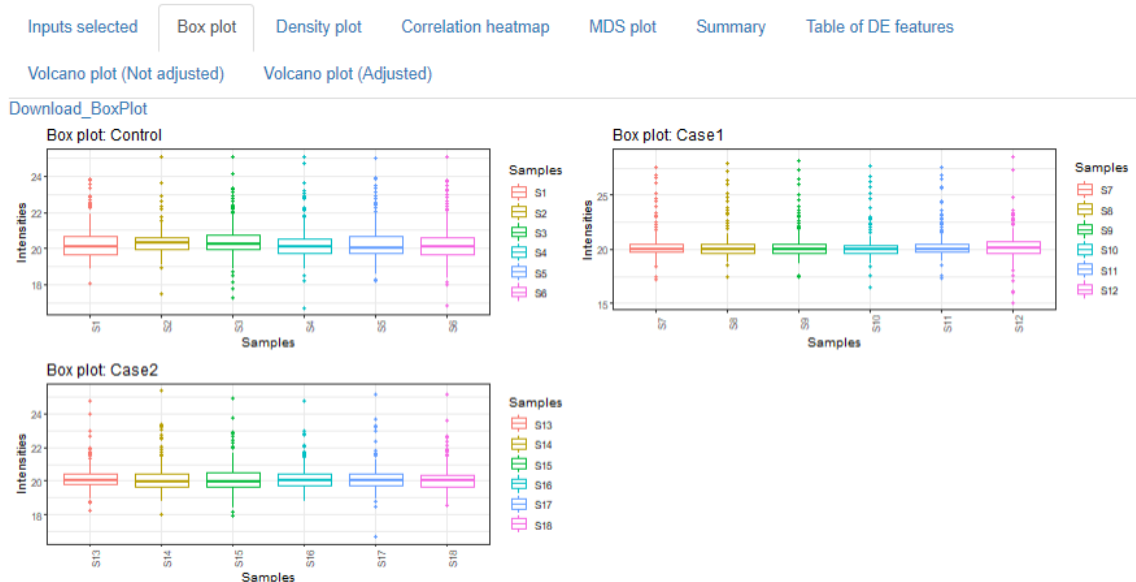 Inputs selected Box plot Density plot Correlation heatmap MDS plot Summary Table of DE features
Volcano plot (Not adjusted) Volcano plot (Adjusted)
Download_BoxPlot
Box plot: Control
Intensities
24
22
20
18
S1 S2 S3 S4 S5 S6
Samples
Samples
S1
S2
S3
S4
S5
S6
Box plot: Case1
Intensities
25
20
15
S7 S8 S9 S10 S11 S12
Samples
Samples
S7
S8
S9
S10
S11
S12
Box plot: Case2
Intensities
24
22
20
18
S13 S14 S15 S16 S17 S18
Samples
Samples
S13
S14
S15
S16
S17
S18